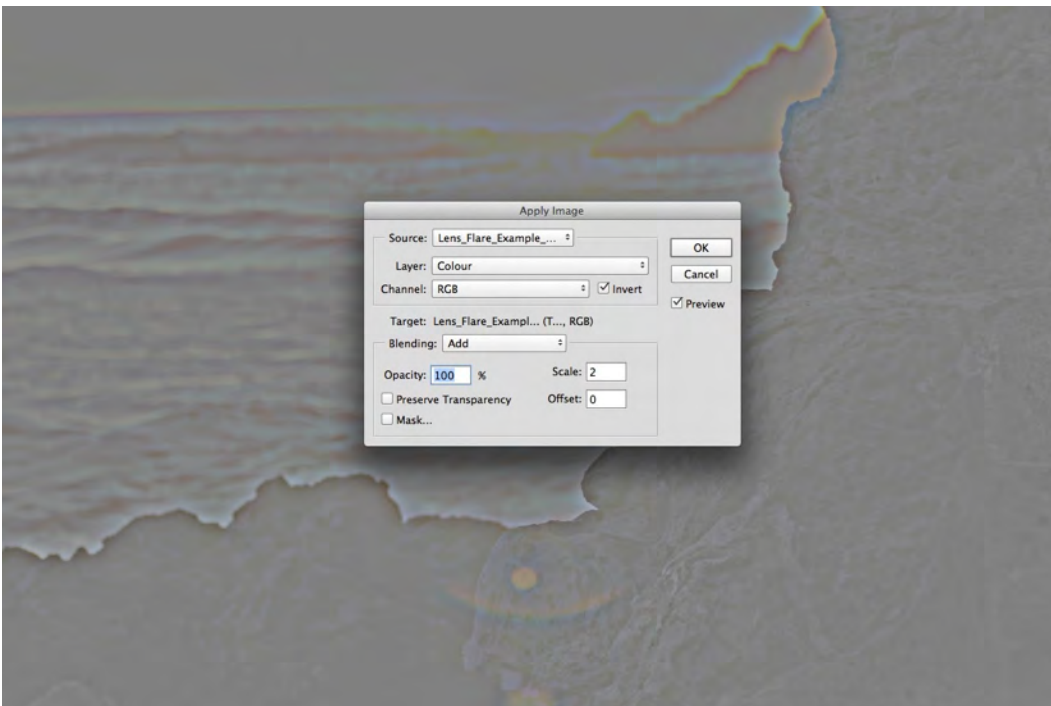 Apply Image
Source: Lens_Flare_Example_...
OK
Layer: Colour
Cancel
Channel: RGB Invert
Preview
Target: Lens_Flare_Exampl... (T..., RGB)
Blending: Add
Opacity: 100 % Scale: 2
Preserve Transparency Offset: 0
Mask...